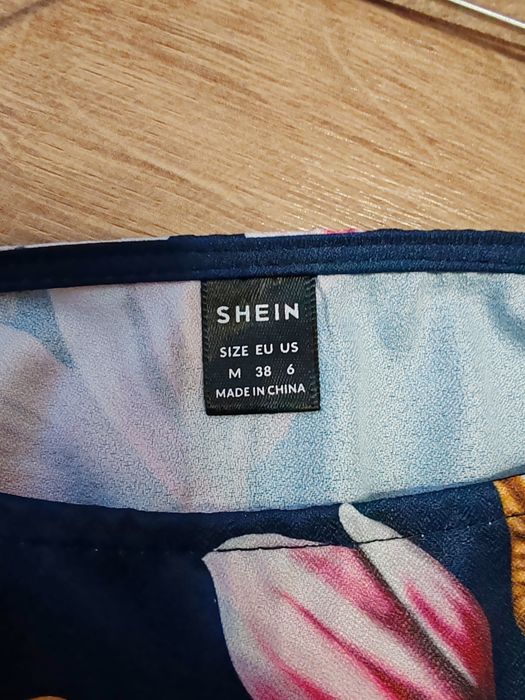 SHEIN
SIZE EU US
M 38 6
MADE IN CHINA